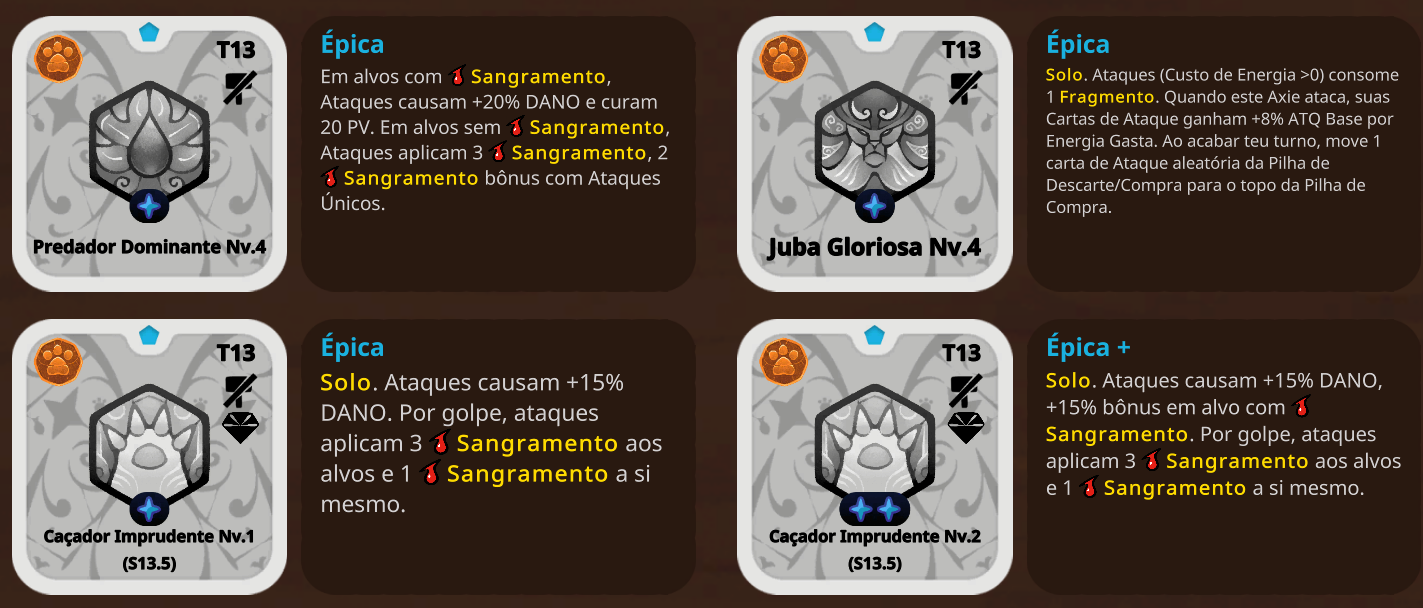 T13
Predador Dominante Nv.4
Épica
Em alvos com Sangramento,
Ataques causam +20% DANO e curam
20 PV. Em alvos sem Sangramento,
Ataques aplicam 3 Sangramento, 2
Sangramento bônus com Ataques
Únicos.
T13
Juba Gloriosa Nv.4
Épica
Solo. Ataques (Custo de Energia >0) consome
1 Fragmento. Quando este Axie ataca, suas
Cartas de Ataque ganham +8% ATQ Base por
Energia Gasta. Ao acabar teu turno, move 1
carta de Ataque aleatória da Pilha de
Descarte/Compra para o topo da Pilha de
Compra.
T13
Caçador Imprudente Nv.1
(S13.5)
Épica
Solo. Ataques causam +15%
DANO. Por golpe, ataques
aplicam 3 Sangramento aos
alvos e 1 Sangramento a si
mesmo.
T13
Caçador Imprudente Nv.2
(S13.5)
Épica +
Solo. Ataques causam +15% DANO,
+15% bônus em alvo com
Sangramento. Por golpe, ataques
aplicam 3 Sangramento aos alvos
e 1 Sangramento a si mesmo.